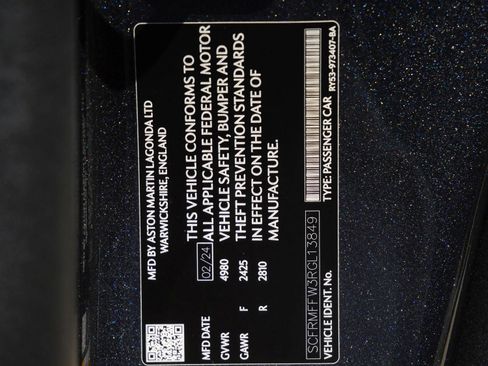 MFD BY ASTON MARTIN LAGONDA LTD
WARWICKSHIRE, ENGLAND
MFD DATE 02/24
GVWR 4980
GAWR F 2425
R 2810
THIS VEHICLE CONFORMS TO
ALL APPLICABLE FEDERAL MOTOR
VEHICLE SAFETY, BUMPER AND
THEFT PREVENTION STANDARDS
IN EFFECT ON THE DATE OF
MANUFACTURE.
SCFRMFFW3RGL13849
VEHICLE IDENT. No.
TYPE: PASSENGER CAR
RY53-973407-BA